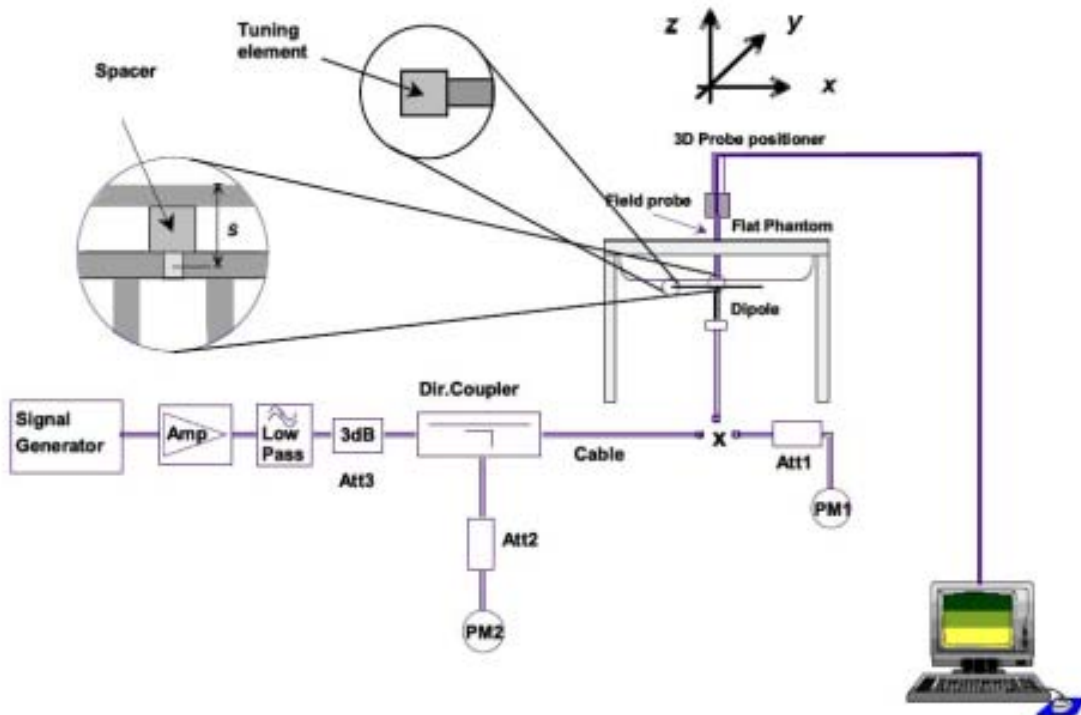 Tuning
element
Spacer
z
y
x
3D Probe positioner
Field probe
Flat Phantom
s
Dipole
Dir.Coupler
Signal
Generator
Amp
Low
Pass
3dB
Att3
Cable
x
Att1
PM1
Att2
PM2